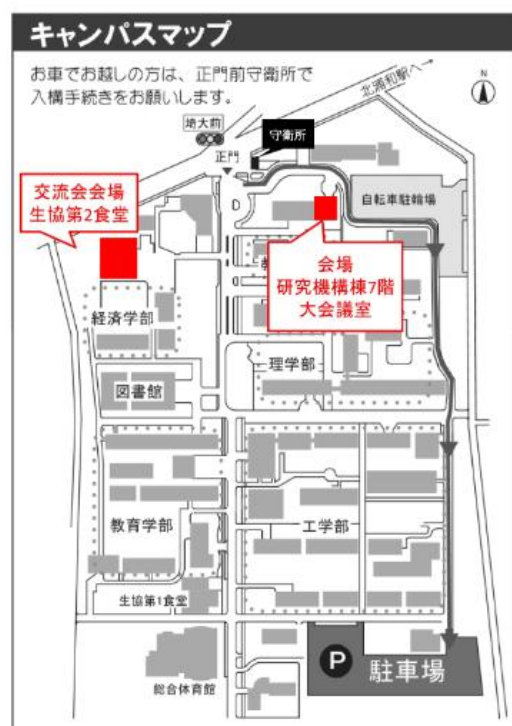 キャンパスマップ
お車でお越しの方は、正門前守衛所で
入構手続きをお願いします。
北浦和駅へ→
N
埼大前
守衛所
正門
交流会会場
生協第2食堂
自転車駐輪場
会場
研究機構棟7階
大会議室
経済学部
理学部
図書館
教育学部
工学部
生協第1食堂
P
駐車場
総合体育館